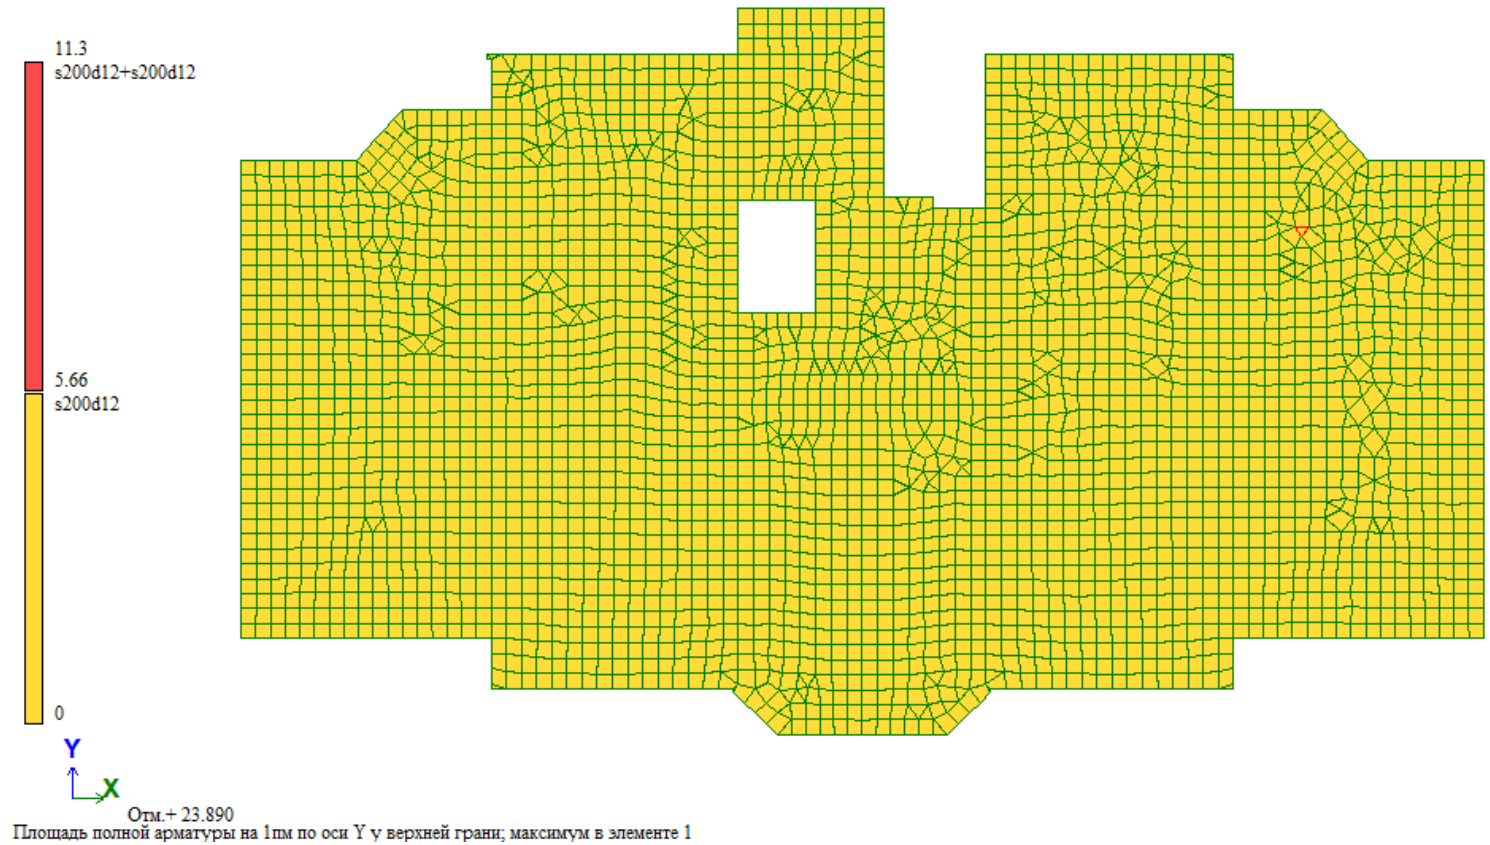 11.3
s200d12+s200d12
5.66
s200d12
0
Y
X
Отм.+ 23.890
Площадь полной арматуры на 1пм по оси Y у верхней грани; максимум в элементе 1